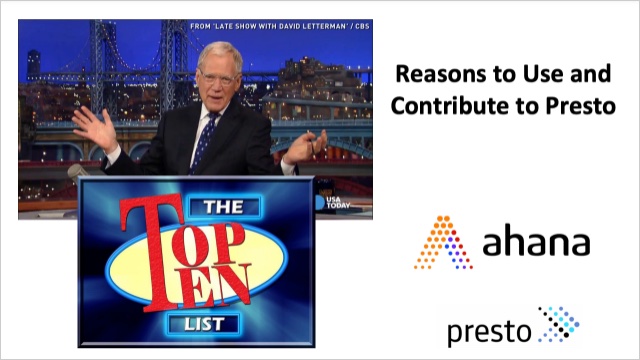 FROM "LATE SHOW WITH DAVID LETTERMAN" / CBS
Reasons to Use and
Contribute to Presto
USA
TODAY
THE
TOP
TEN
LIST
ahana
presto